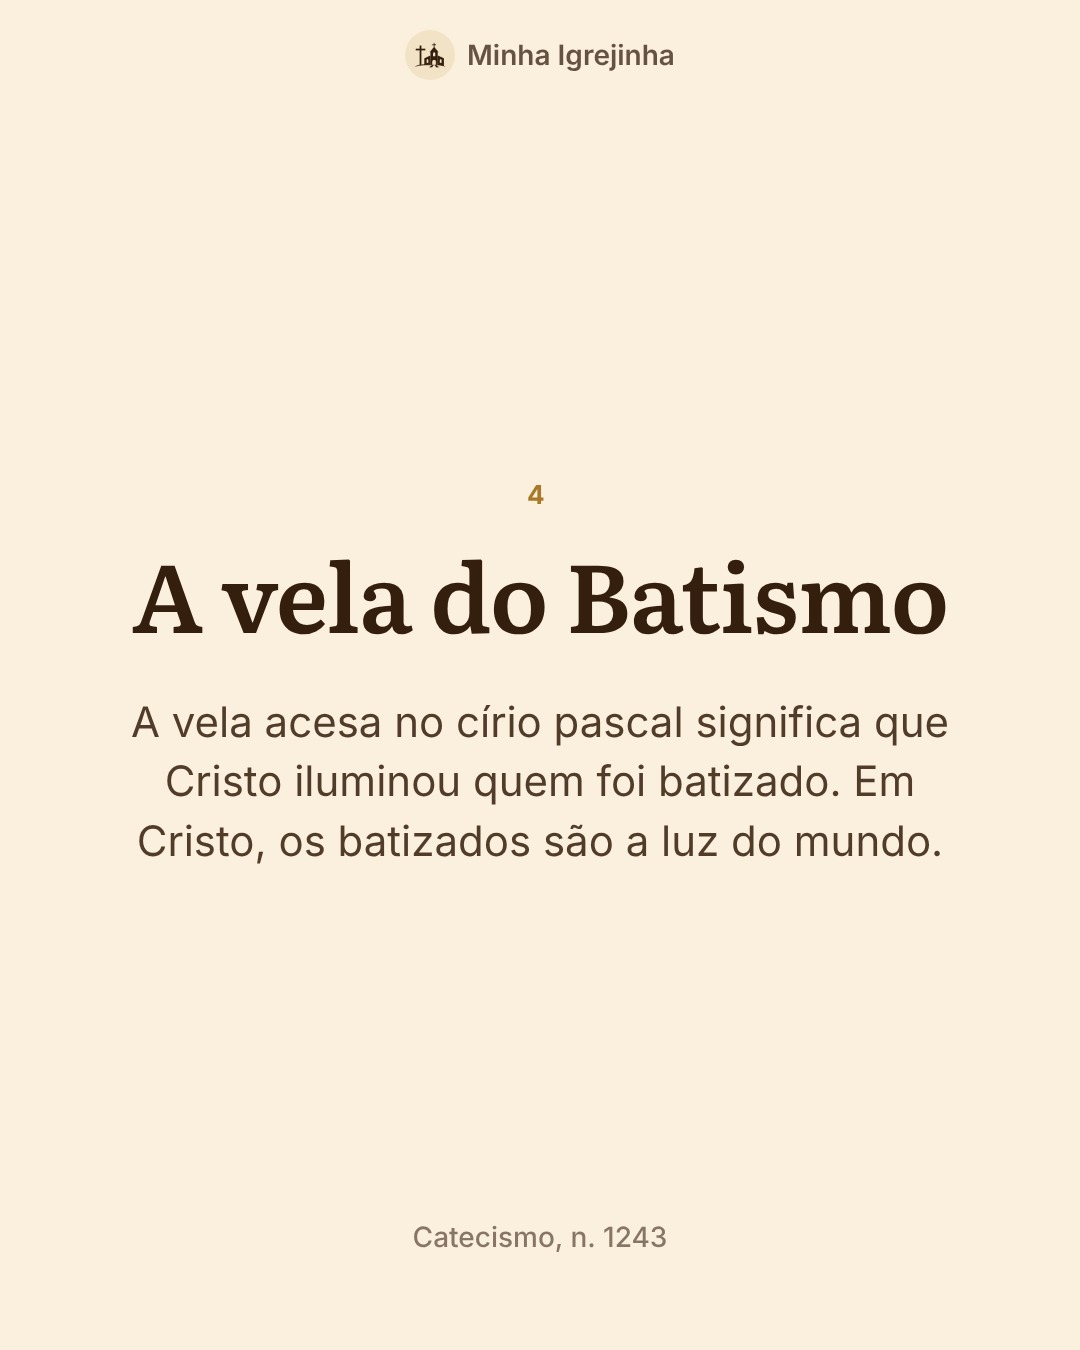 Minha Igrejinha
4
A vela do Batismo
A vela acesa no círio pascal significa que
Cristo iluminou quem foi batizado. Em
Cristo, os batizados são a luz do mundo.
Catecismo, n. 1243